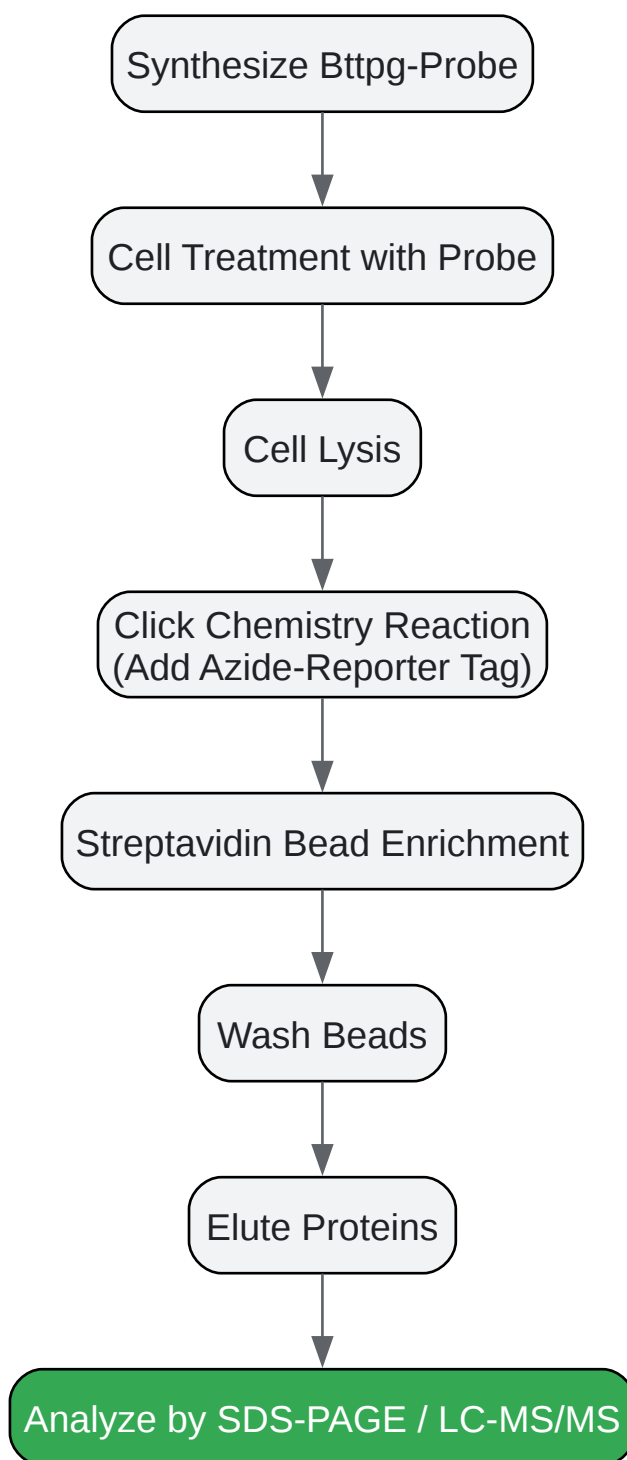 Synthesize Bttpg-Probe
Cell Treatment with Probe
Cell Lysis
Click Chemistry Reaction
(Add Azide-Reporter Tag)
Streptavidin Bead Enrichment
Wash Beads
Elute Proteins
Analyze by SDS-PAGE / LC-MS/MS